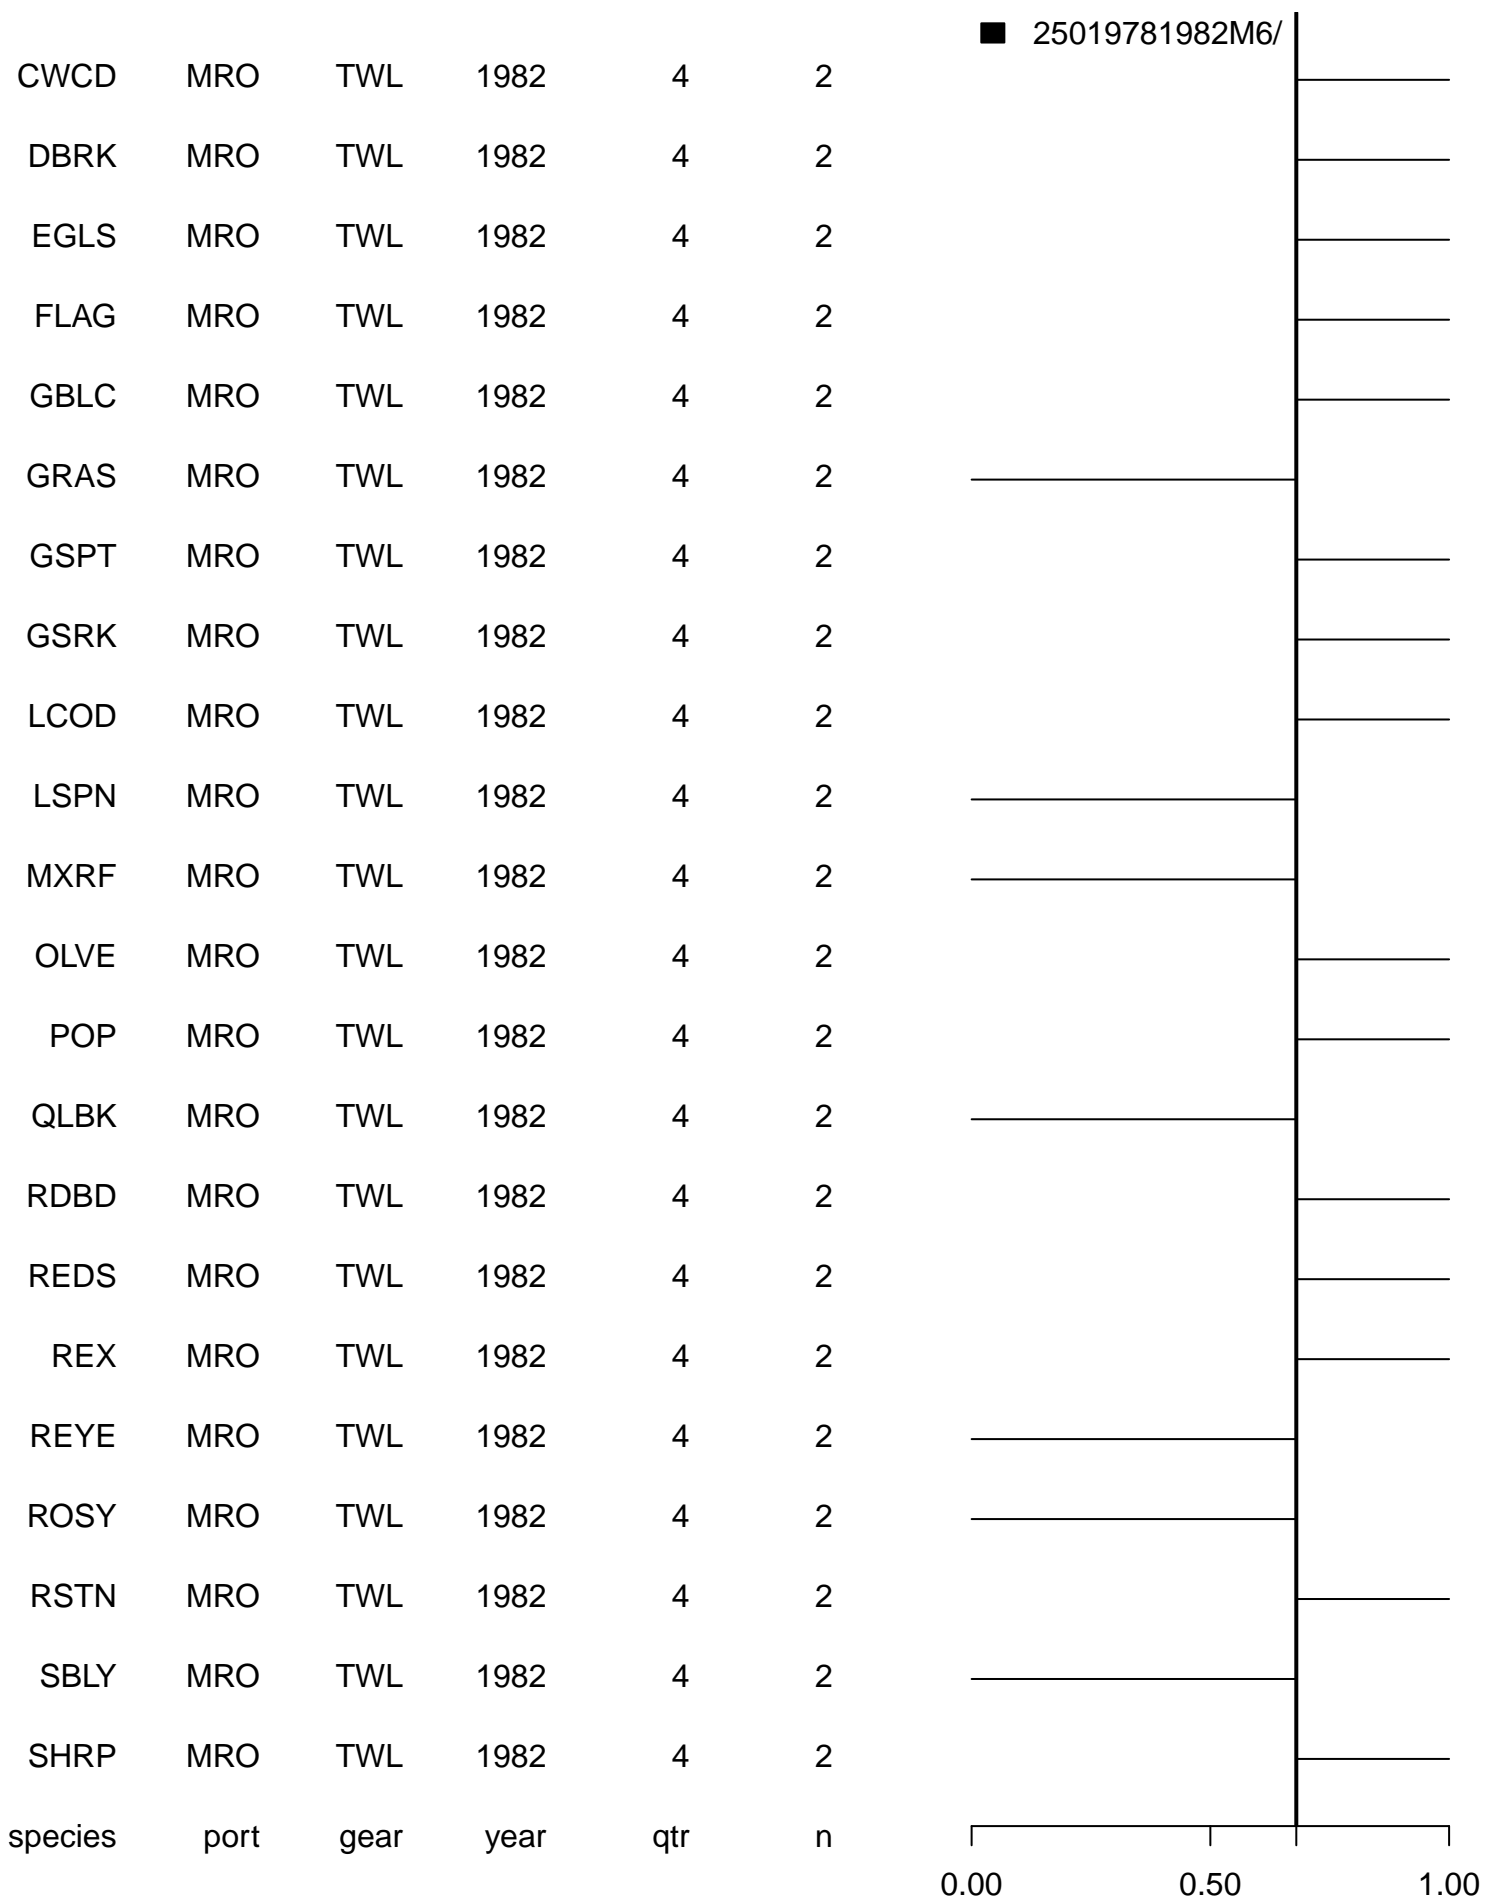 25019781982M6/
CWCD MRO TWL 1982 4 2
DBRK MRO TWL 1982 4 2
EGLS MRO TWL 1982 4 2
FLAG MRO TWL 1982 4 2
GBLC MRO TWL 1982 4 2
GRAS MRO TWL 1982 4 2
GSPT MRO TWL 1982 4 2
GSRK MRO TWL 1982 4 2
LCOD MRO TWL 1982 4 2
LSPN MRO TWL 1982 4 2
MXRF MRO TWL 1982 4 2
OLVE MRO TWL 1982 4 2
POP MRO TWL 1982 4 2
QLBK MRO TWL 1982 4 2
RDBD MRO TWL 1982 4 2
REDS MRO TWL 1982 4 2
REX MRO TWL 1982 4 2
REYE MRO TWL 1982 4 2
ROSY MRO TWL 1982 4 2
RSTN MRO TWL 1982 4 2
SBLY MRO TWL 1982 4 2
SHRP MRO TWL 1982 4 2
species port gear year qtr n
0.00 0.50 1.00